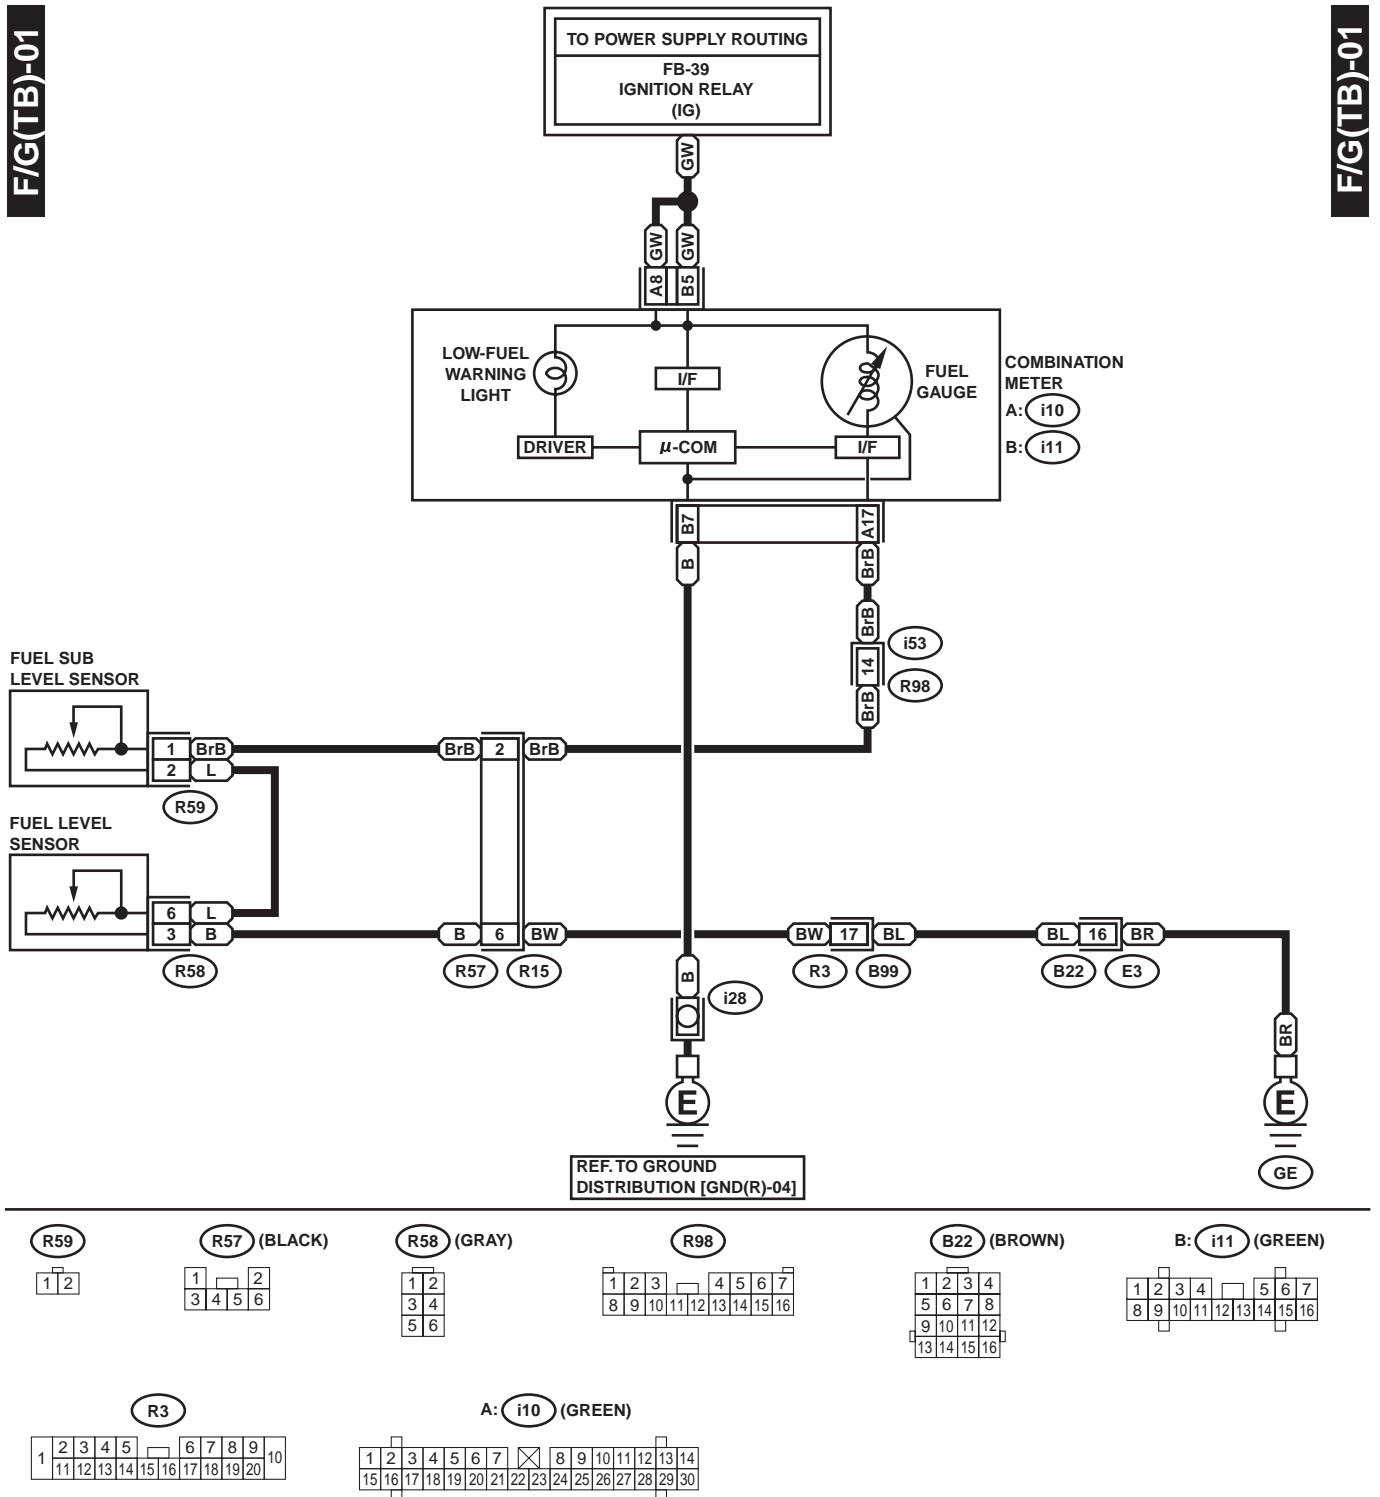 F/G(TB)-01
F/G(TB)-01
TO POWER SUPPLY ROUTING
FB-39
IGNITION RELAY
(IG)
GW
GW GW
A8 B5
LOW-FUEL
WARNING
LIGHT
I/F
FUEL
GAUGE
DRIVER
μ-COM
I/F
COMBINATION
METER
A: i10
B: i11
B7 A17
B BrB
BrB
14
BrB
i53
R98
FUEL SUB
LEVEL SENSOR
1 BrB
2 L
R59
BrB 2 BrB
FUEL LEVEL
SENSOR
6 L
3 B
R58
B 6 BW
R57 R15
BW 17 BL
R3 B99
BL 16 BR
B22 E3
B
i28
BR
E
E
GE
REF. TO GROUND
DISTRIBUTION [GND(R)-04]
R59
1 2
R57 (BLACK)
1 2
3 4 5 6
R58 (GRAY)
1 2
3 4
5 6
R98
1 2 3 4 5 6 7
8 9 10 11 12 13 14 15 16
B22 (BROWN)
1 2 3 4
5 6 7 8
9 10 11 12
13 14 15 16
B: i11 (GREEN)
1 2 3 4 5 6 7
8 9 10 11 12 13 14 15 16
R3
1 2 3 4 5 6 7 8 9 10
11 12 13 14 15 16 17 18 19 20
A: i10 (GREEN)
1 2 3 4 5 6 7 8 9 10 11 12 13 14
15 16 17 18 19 20 21 22 23 24 25 26 27 28 29 30